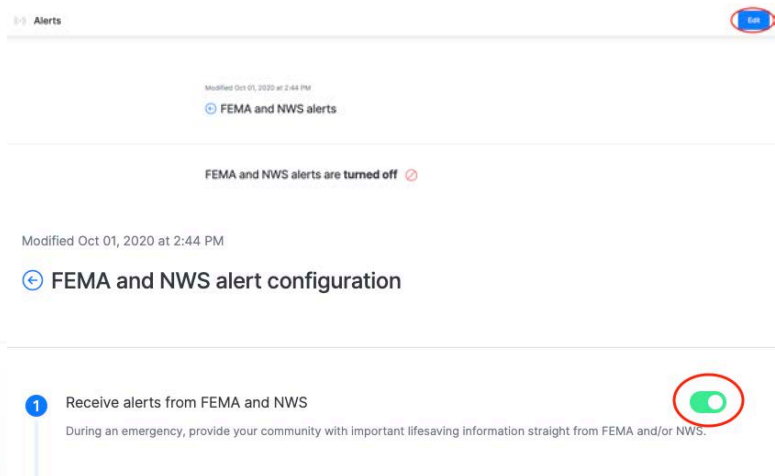 Alerts
Edit
Modified Oct 01, 2020 at 2:44 PM
FEMA and NWS alerts
FEMA and NWS alerts are turned off
Modified Oct 01, 2020 at 2:44 PM
FEMA and NWS alert configuration
1
Receive alerts from FEMA and NWS
During an emergency, provide your community with important lifesaving information straight from FEMA and/or NWS.